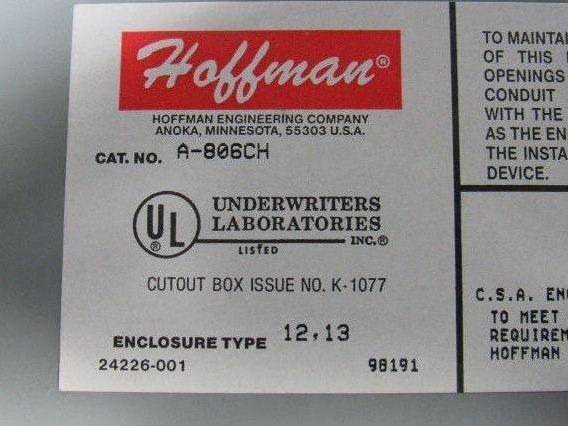 Hoffman®
HOFFMAN ENGINEERING COMPANY
ANOKA, MINNESOTA, 55303 U.S.A.
CAT. NO. A-806CH
UL®
UNDERWRITERS
LABORATORIES
INC.®
LISTED
CUTOUT BOX ISSUE NO. K-1077
ENCLOSURE TYPE 12,13
24226-001 98191
TO MAINTAI
OF THIS
OPENINGS
CONDUIT
WITH THE
AS THE EN
THE INSTA
DEVICE.
C.S.A. EN
TO MEET
REQUIREM
HOFFMAN